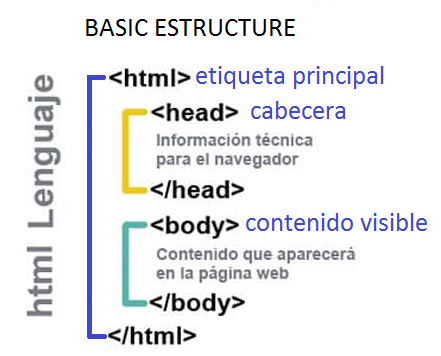 BASIC ESTRUCTURE
html Lenguaje
<html> etiqueta principal
<head> cabecera
Información técnica
para el navegador
</head>
<body> contenido visible
Contenido que aparecerá
en la página web
</body>
</html>